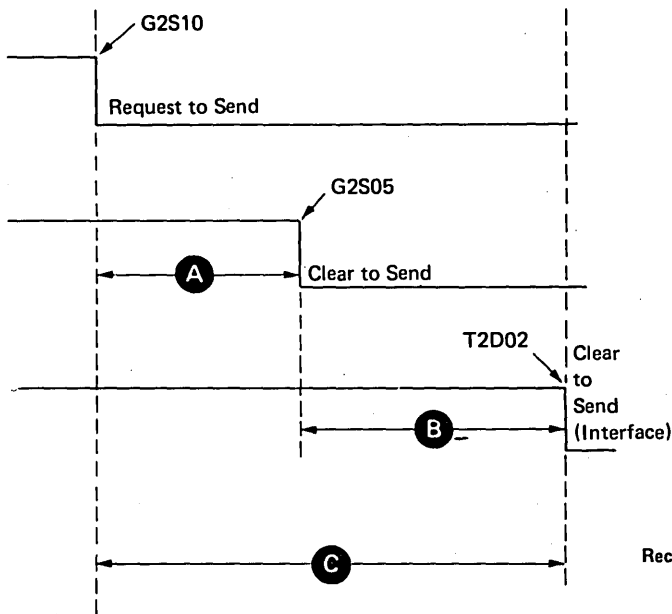 G2S10
Request to Send
G2S05
A
Clear to Send
T2D02
Clear
to
Send
(Interface)
B
C
Rec